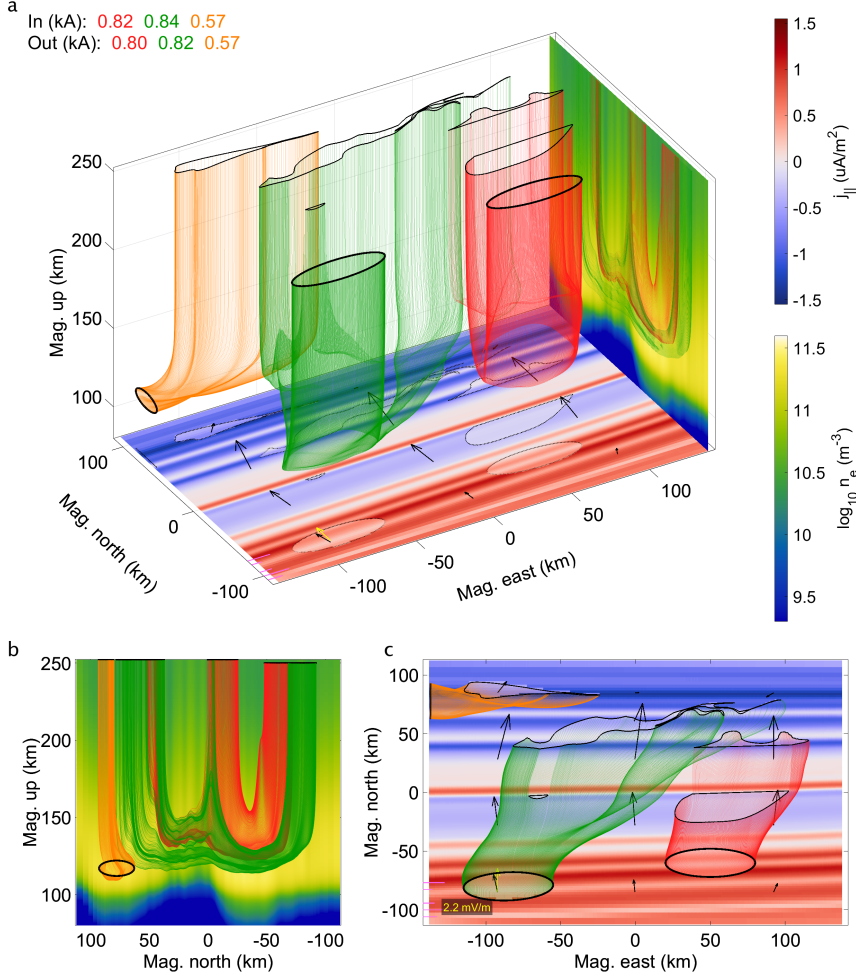 a
In (kA): 0.82 0.84 0.57
Out (kA): 0.80 0.82 0.57
250
200
150
100
Mag. up (km)
100
0
-100
Mag. north (km)
-100
-50
0
50
100
Mag. east (km)
1.5
1
0.5
0
-0.5
-1
-1.5
j|| (uA/m²)
11.5
11
10.5
10
9.5
log₁₀ nₑ (m⁻³)
b
250
200
150
100
Mag. up (km)
100 50 0 -50 -100
Mag. north (km)
c
100
50
0
-50
-100
Mag. north (km)
2.2 mV/m
-100 -50 0 50 100
Mag. east (km)